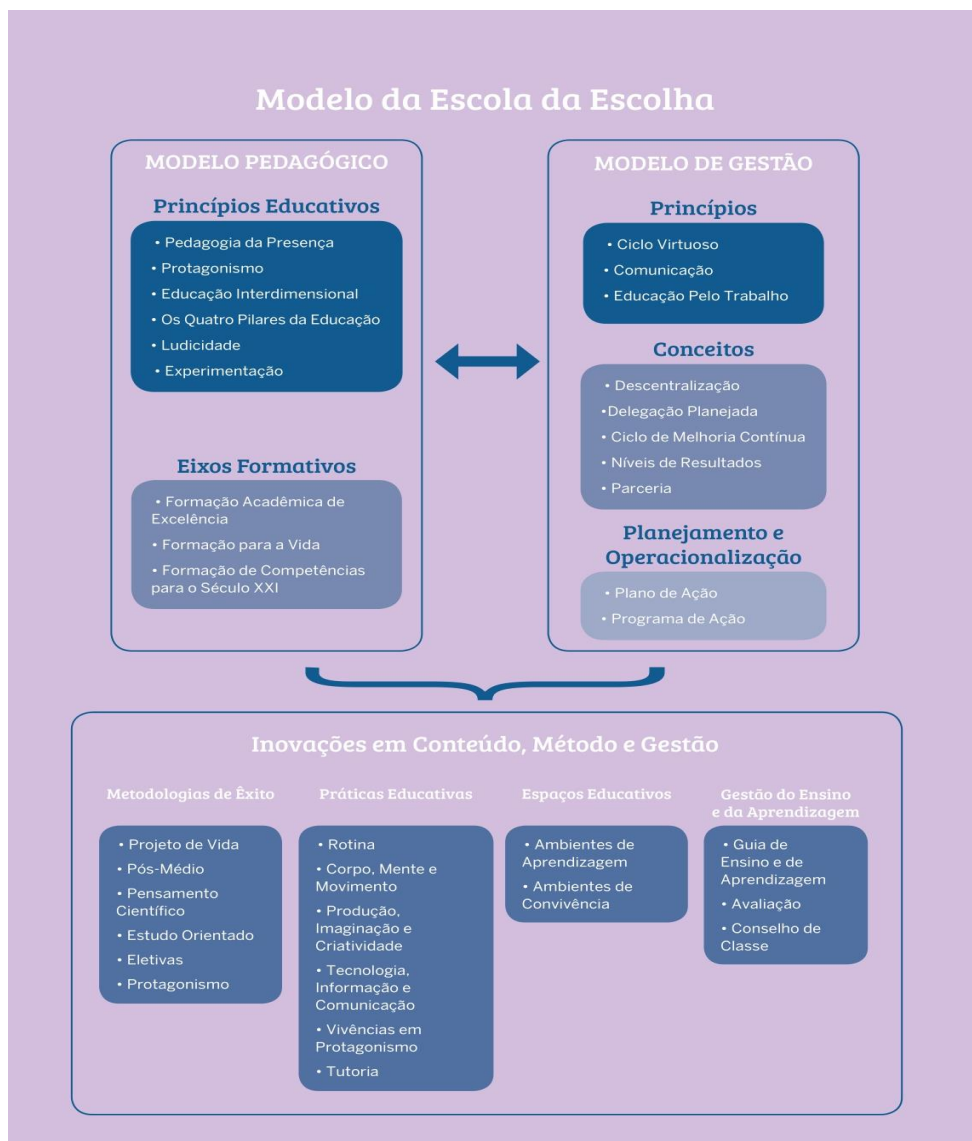 Modelo da Escola da Escolha
MODELO PEDAGÓGICO
Princípios Educativos
• Pedagogia da Presença
• Protagonismo
• Educação Interdimensional
• Os Quatro Pilares da Educação
• Ludicidade
• Experimentação
Eixos Formativos
• Formação Acadêmica de
Excelência
• Formação para a Vida
• Formação de Competências
para o Século XXI
MODELO DE GESTÃO
Princípios
• Ciclo Virtuoso
• Comunicação
• Educação Pelo Trabalho
Conceitos
• Descentralização
•Delegação Planejada
• Ciclo de Melhoria Contínua
• Níveis de Resultados
• Parceria
Planejamento e
Operacionalização
• Plano de Ação
• Programa de Ação
Inovações em Conteúdo, Método e Gestão
Metodologias de Êxito
• Projeto de Vida
• Pós-Médio
• Pensamento
Científico
• Estudo Orientado
• Eletivas
• Protagonismo
Práticas Educativas
• Rotina
• Corpo, Mente e
Movimento
• Produção,
Imaginação e
Criatividade
• Tecnologia,
Informação e
Comunicação
• Vivências em
Protagonismo
• Tutoria
Espaços Educativos
• Ambientes de
Aprendizagem
• Ambientes de
Convivência
Gestão do Ensino
e da Aprendizagem
• Guia de
Ensino e de
Aprendizagem
• Avaliação
• Conselho de
Classe